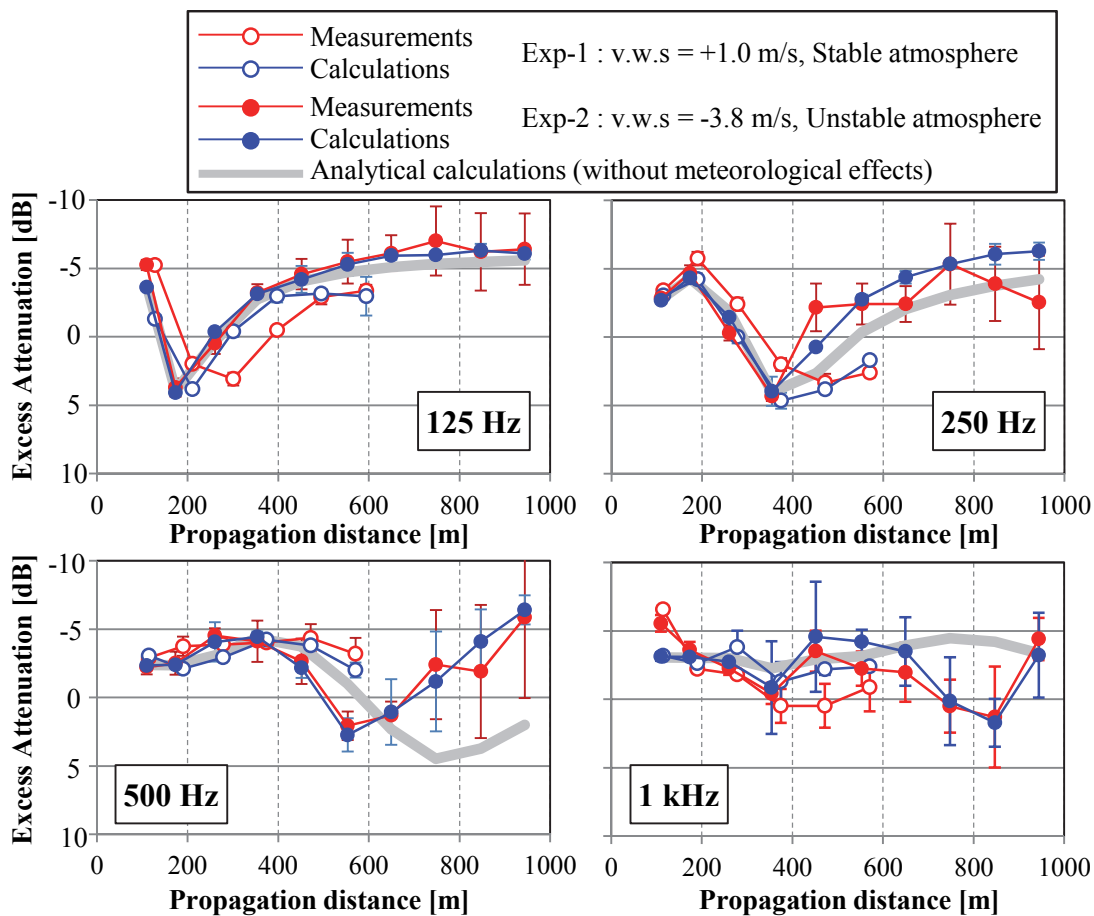 Measurements
Calculations
Exp-1 : v.w.s = +1.0 m/s, Stable atmosphere
Measurements
Calculations
Exp-2 : v.w.s = -3.8 m/s, Unstable atmosphere
Analytical calculations (without meteorological effects)
Excess Attenuation [dB]
-10
-5
0
5
10
125 Hz
0 200 400 600 800 1000
Propagation distance [m]
250 Hz
0 200 400 600 800 1000
Propagation distance [m]
Excess Attenuation [dB]
-10
-5
0
5
10
500 Hz
0 200 400 600 800 1000
Propagation distance [m]
1 kHz
0 200 400 600 800 1000
Propagation distance [m]